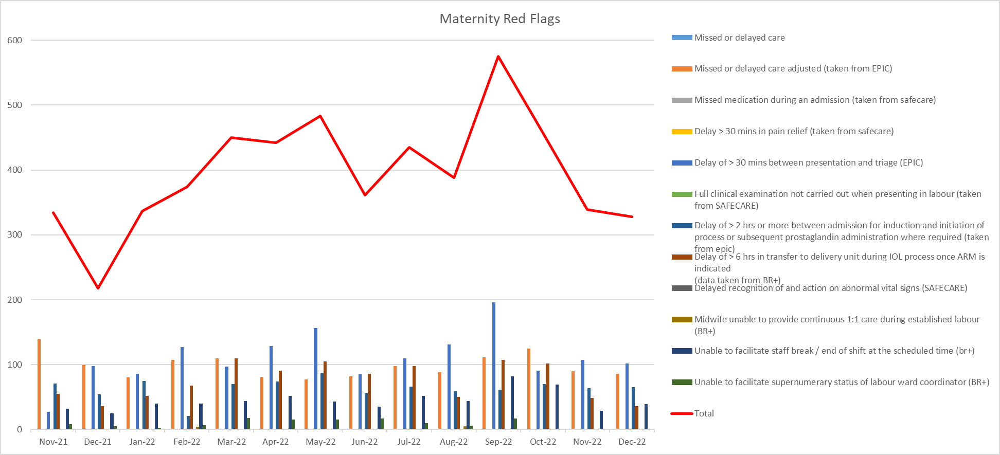 Maternity Red Flags
600
500
400
300
200
100
0
Nov-21
Dec-21
Jan-22
Feb-22
Mar-22
Apr-22
May-22
Jun-22
Jul-22
Aug-22
Sep-22
Oct-22
Nov-22
Dec-22
Missed or delayed care
Missed or delayed care adjusted (taken from EPIC)
Missed medication during an admission (taken from safecare)
Delay > 30 mins in pain relief (taken from safecare)
Delay of > 30 mins between presentation and triage (EPIC)
Full clinical examination not carried out when presenting in labour (taken
from SAFECARE)
Delay of > 2 hrs or more between admission for induction and initiation of
process or subsequent prostaglandin administration where required (taken
from epic)
Delay of > 6 hrs in transfer to delivery unit during IOL process once ARM is
indicated
(data taken from BR+)
Delayed recognition of and action on abnormal vital signs (SAFECARE)
Midwife unable to provide continuous 1:1 care during established labour
(BR+)
Unable to facilitate staff break / end of shift at the scheduled time (br+)
Unable to facilitate supernumerary status of labour ward coordinator (BR+)
Total